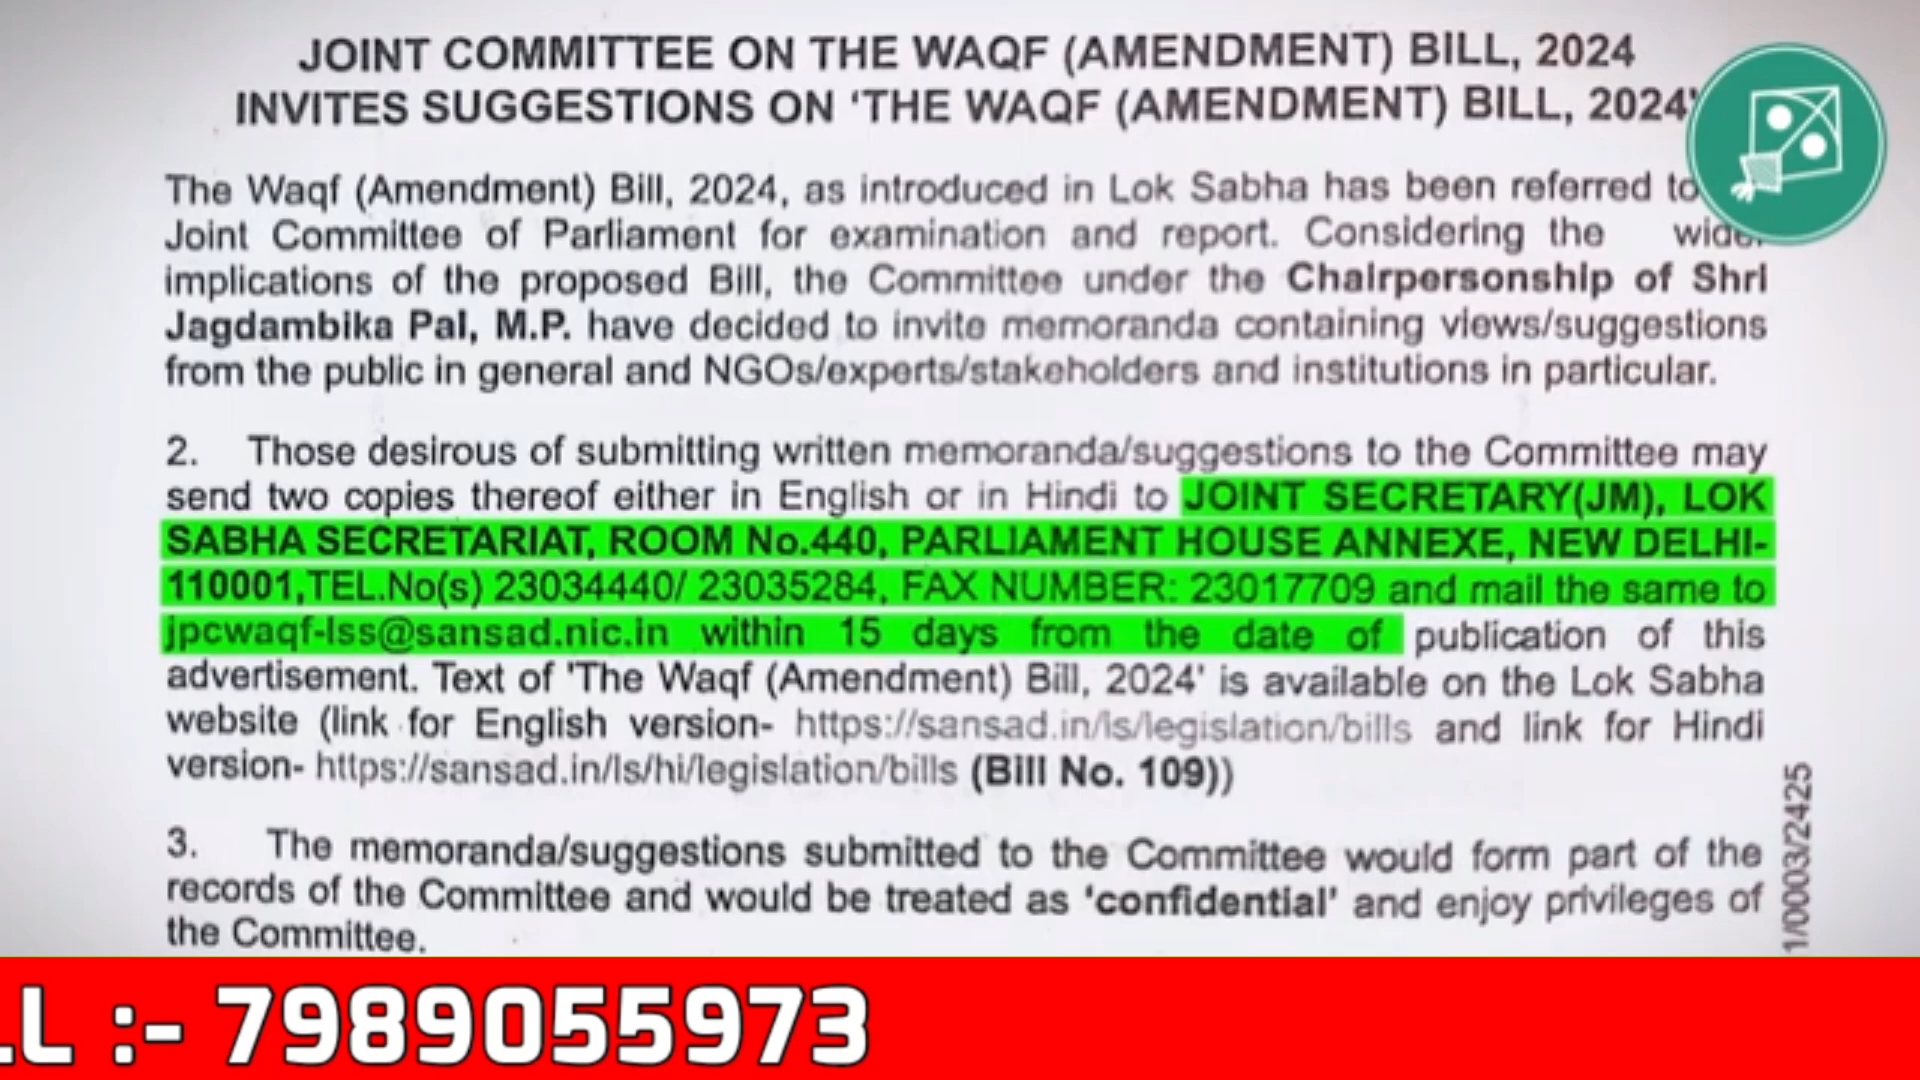 JOINT COMMITTEE ON THE WAQF (AMENDMENT) BILL, 2024
INVITES SUGGESTIONS ON ‘THE WAQF (AMENDMENT) BILL, 2024’
The Waqf (Amendment) Bill, 2024, as introduced in Lok Sabha has been referred to
Joint Committee of Parliament for examination and report. Considering the wider
implications of the proposed Bill, the Committee under the Chairpersonship of Shri
Jagdambika Pal, M.P. have decided to invite memoranda containing views/suggestions
from the public in general and NGOs/experts/stakeholders and institutions in particular.
2. Those desirous of submitting written memoranda/suggestions to the Committee may
send two copies thereof either in English or in Hindi to JOINT SECRETARY(JM), LOK
SABHA SECRETARIAT, ROOM No.440, PARLIAMENT HOUSE ANNEXE, NEW DELHI-
110001,TEL.No(s) 23034440/ 23035284, FAX NUMBER: 23017709 and mail the same to
jpcwaqf-lss@sansad.nic.in within 15 days from the date of publication of this
advertisement. Text of 'The Waqf (Amendment) Bill, 2024' is available on the Lok Sabha
website (link for English version- https://sansad.in/ls/legislation/bills and link for Hindi
version- https://sansad.in/ls/hi/legislation/bills (Bill No. 109))
3. The memoranda/suggestions submitted to the Committee would form part of the
records of the Committee and would be treated as 'confidential' and enjoy privileges of
the Committee.
1/0003/2425
LL :- 7989055973